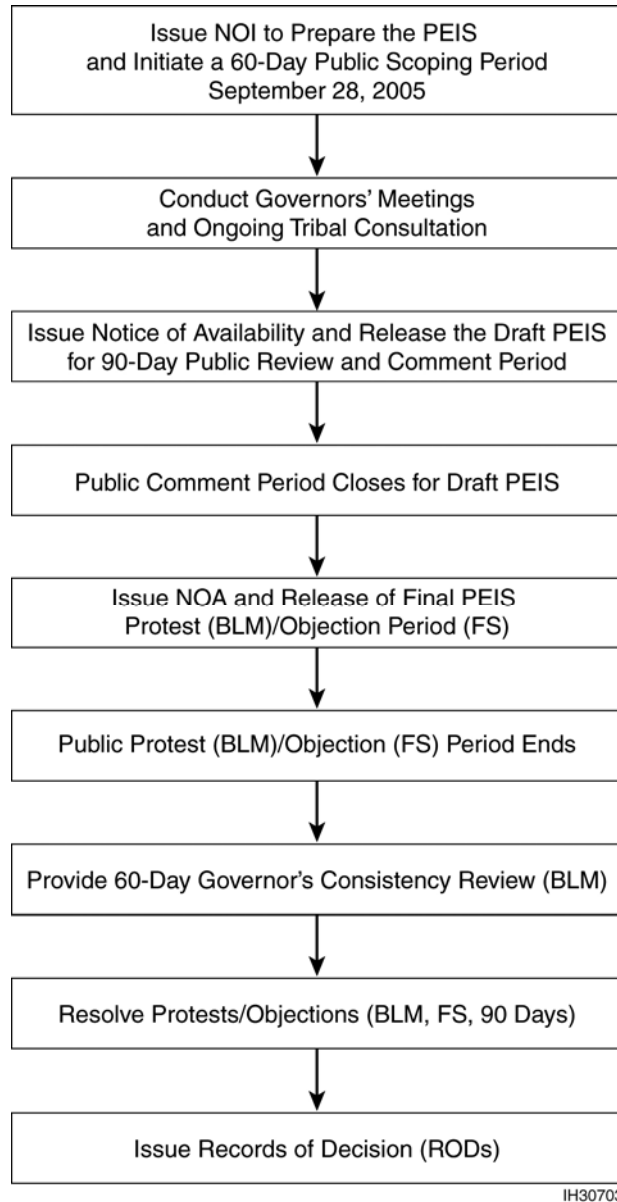 Issue NOI to Prepare the PEIS
and Initiate a 60-Day Public Scoping Period
September 28, 2005
Conduct Governors' Meetings
and Ongoing Tribal Consultation
Issue Notice of Availability and Release the Draft PEIS
for 90-Day Public Review and Comment Period
Public Comment Period Closes for Draft PEIS
Issue NOA and Release of Final PEIS
Protest (BLM)/Objection Period (FS)
Public Protest (BLM)/Objection (FS) Period Ends
Provide 60-Day Governor's Consistency Review (BLM)
Resolve Protests/Objections (BLM, FS, 90 Days)
Issue Records of Decision (RODs)
IH30703